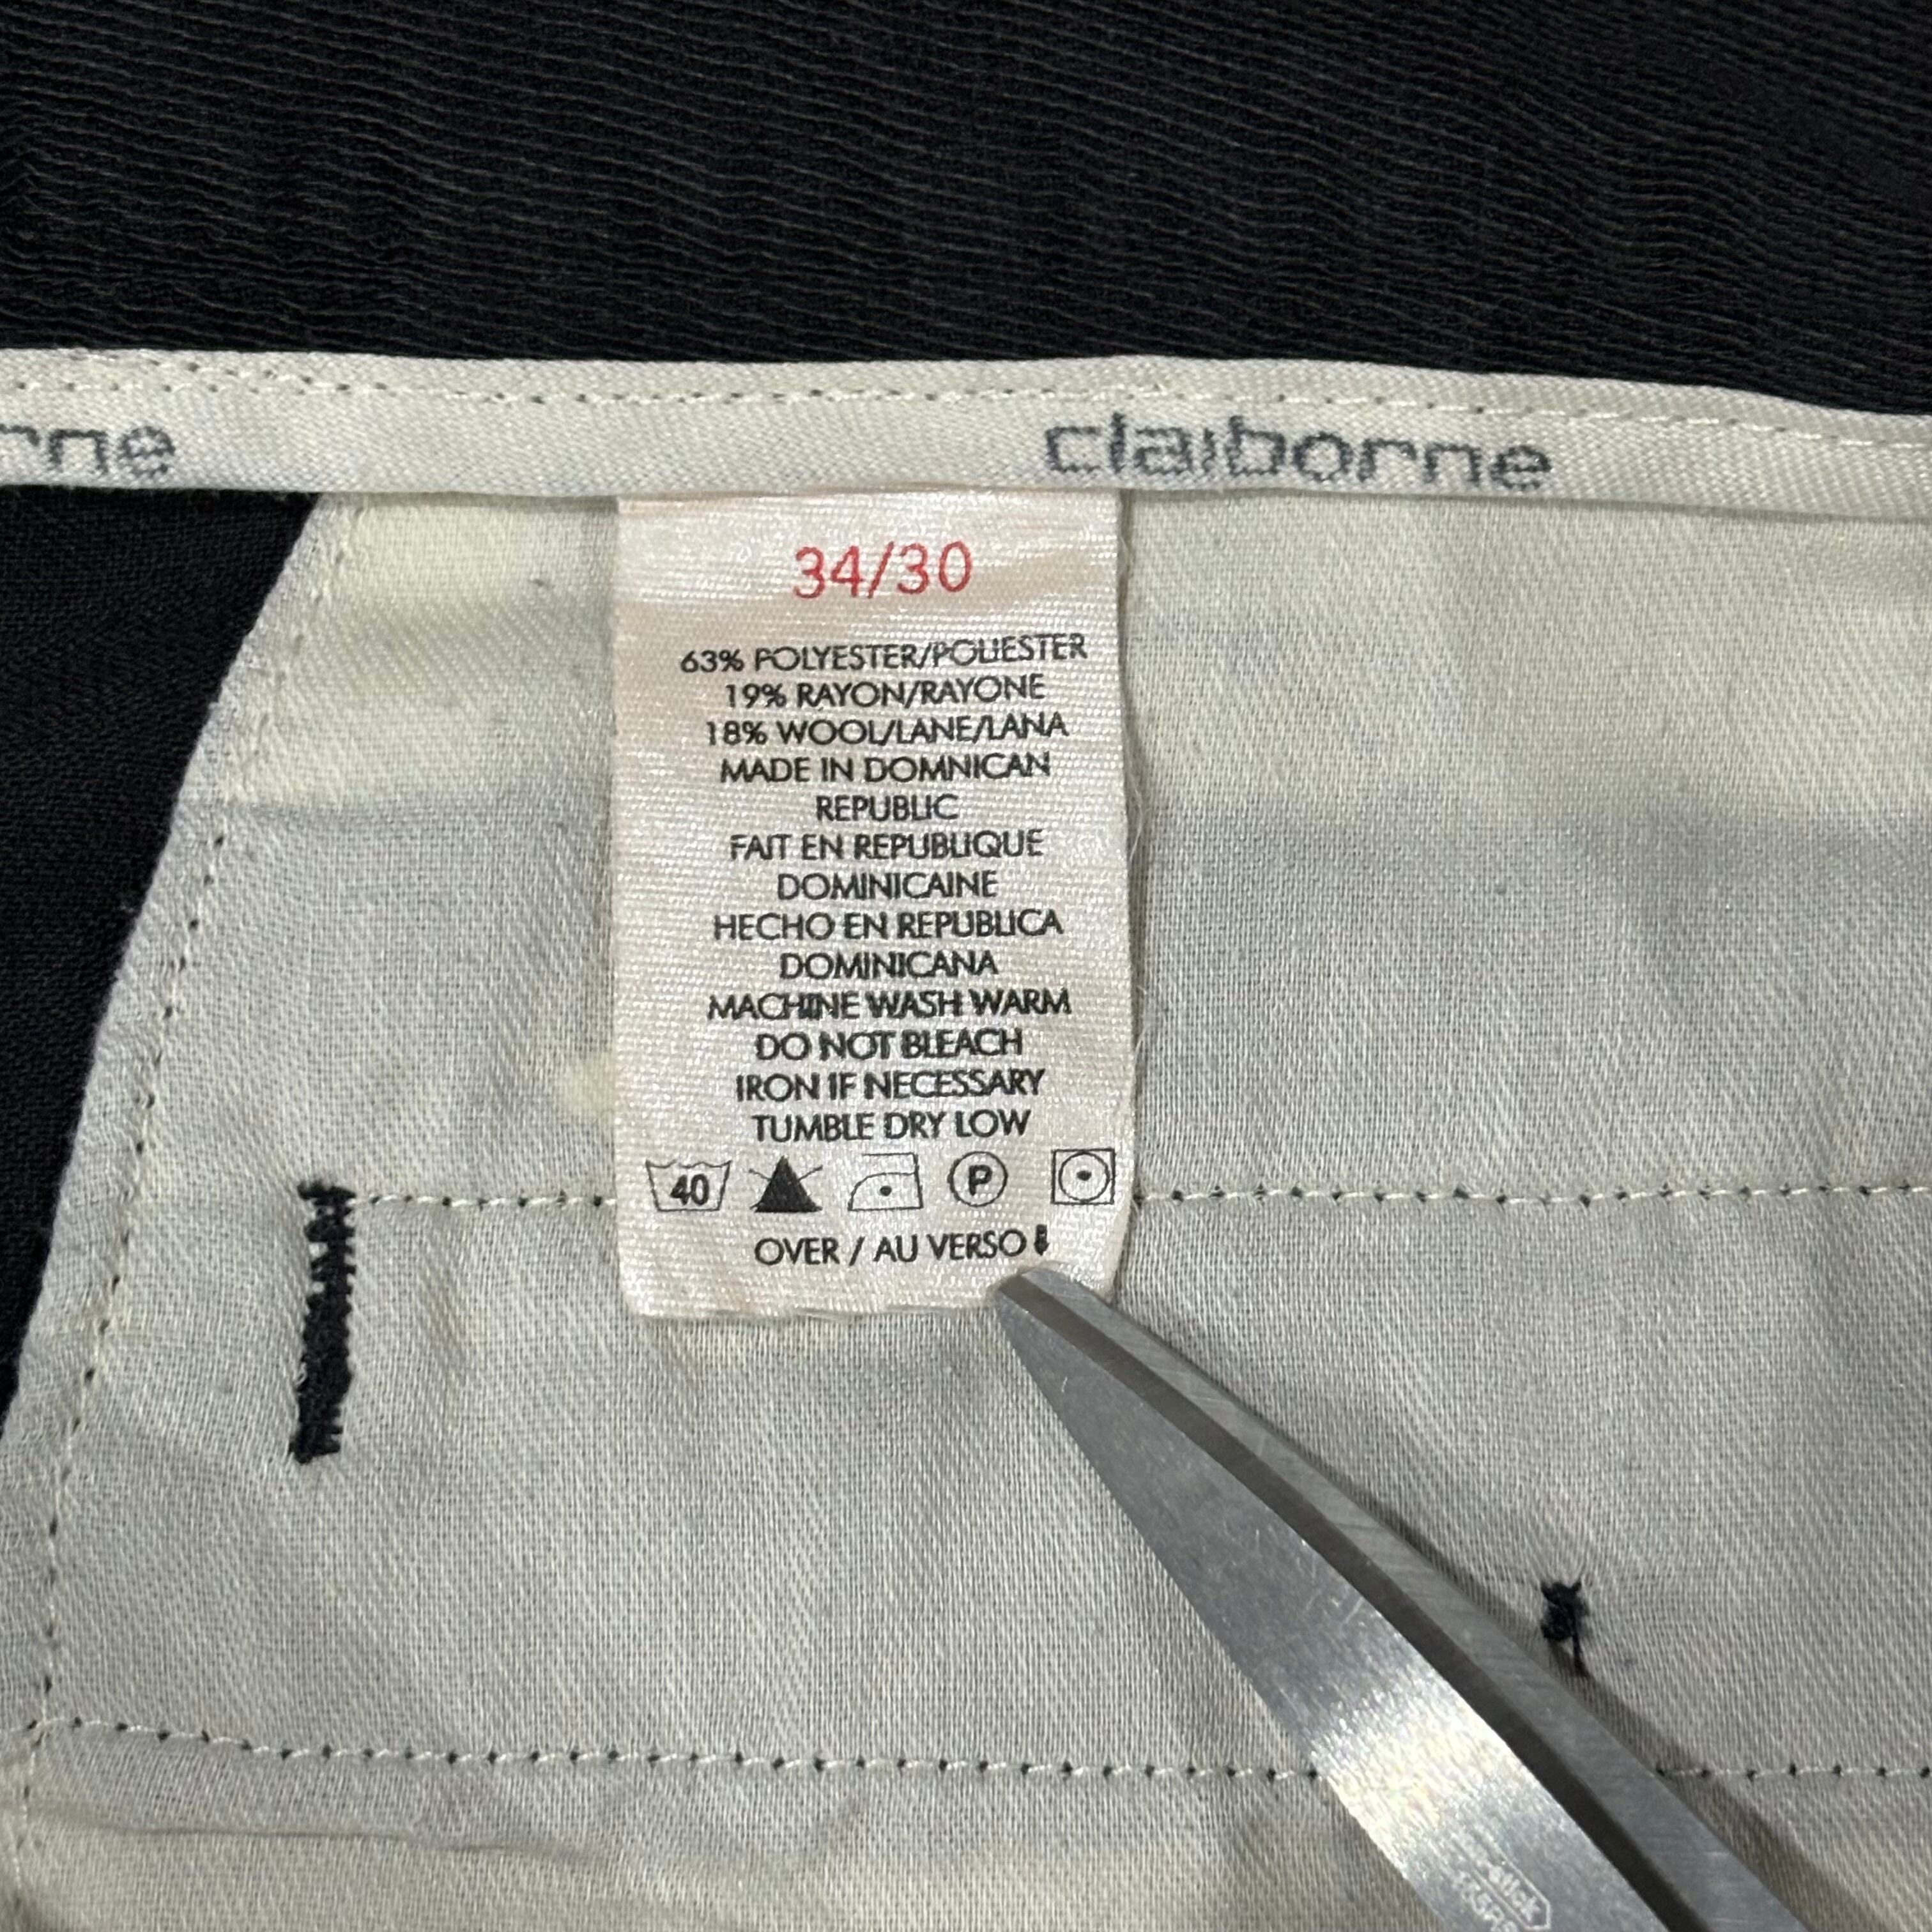 rne claiborne
34/30
63% POLYESTER/POLIESTER
19% RAYON/RAYONE
18% WOOL/LANE/LANA
MADE IN DOMNICAN
REPUBLIC
FAIT EN REPUBLIQUE
DOMINICAINE
HECHO EN REPUBLICA
DOMINICANA
MACHINE WASH WARM
DO NOT BLEACH
IRON IF NECESSARY
TUMBLE DRY LOW
40 P
OVER / AU VERSO